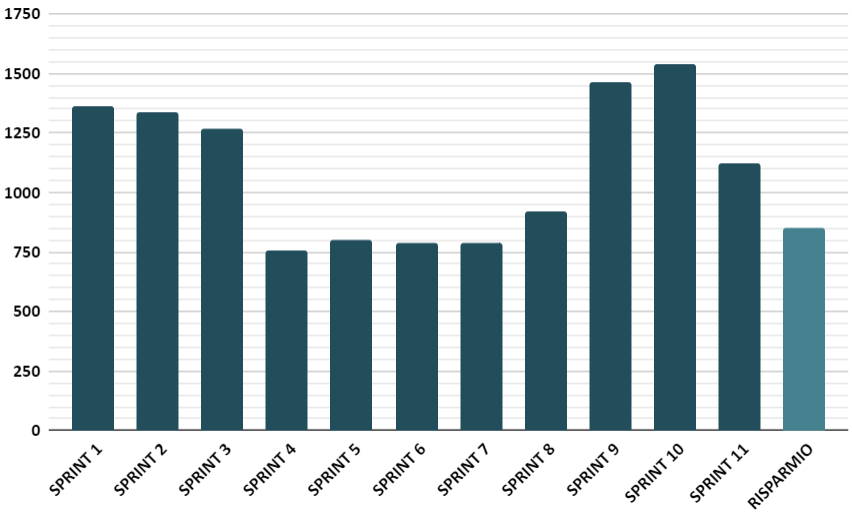 1750
1500
1250
1000
750
500
250
0
SPRINT 1
SPRINT 2
SPRINT 3
SPRINT 4
SPRINT 5
SPRINT 6
SPRINT 7
SPRINT 8
SPRINT 9
SPRINT 10
SPRINT 11
RISPARMIO